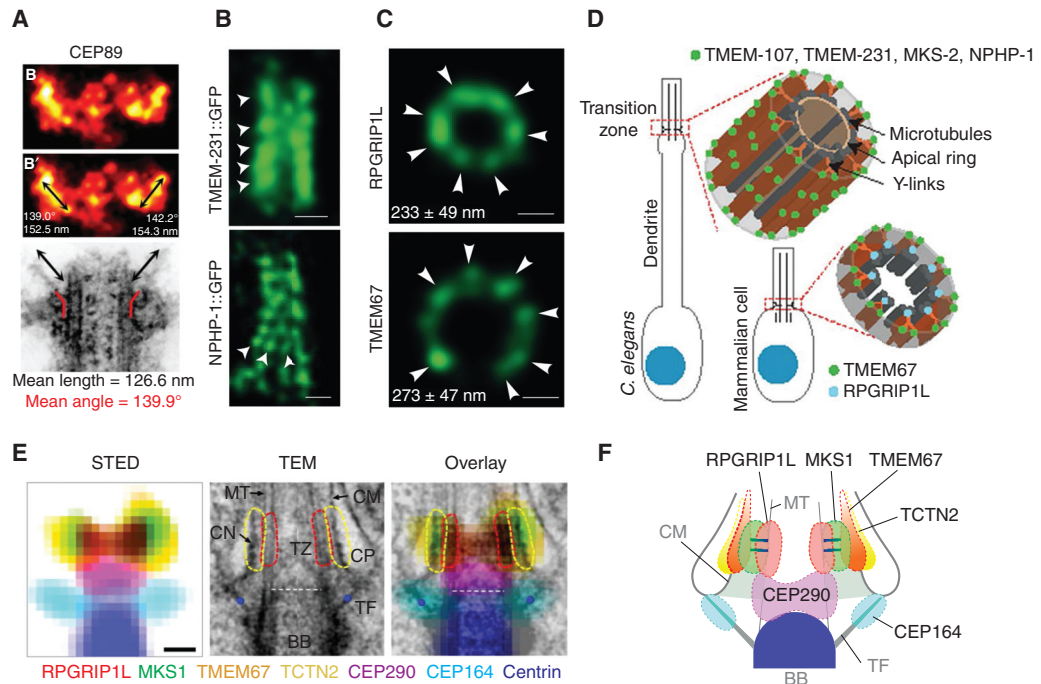 A
CEP89
B
B′
139.0°
152.5 nm
142.2°
154.3 nm
Mean length = 126.6 nm
Mean angle = 139.9°
B
TMEM-231::GFP
NPHP-1::GFP
C
RPGRIP1L
233 ± 49 nm
TMEM67
273 ± 47 nm
D
TMEM-107, TMEM-231, MKS-2, NPHP-1
Transition
zone
Microtubules
Apical ring
Y-links
Dendrite
C. elegans
Mammalian cell
TMEM67
RPGRIP1L
E
STED
TEM
Overlay
MT
CM
CN
TZ
CP
TF
BB
RPGRIP1L MKS1 TMEM67 TCTN2 CEP290 CEP164 Centrin
F
RPGRIP1L
MKS1
TMEM67
MT
TCTN2
CM
CEP290
CEP164
TF
BB